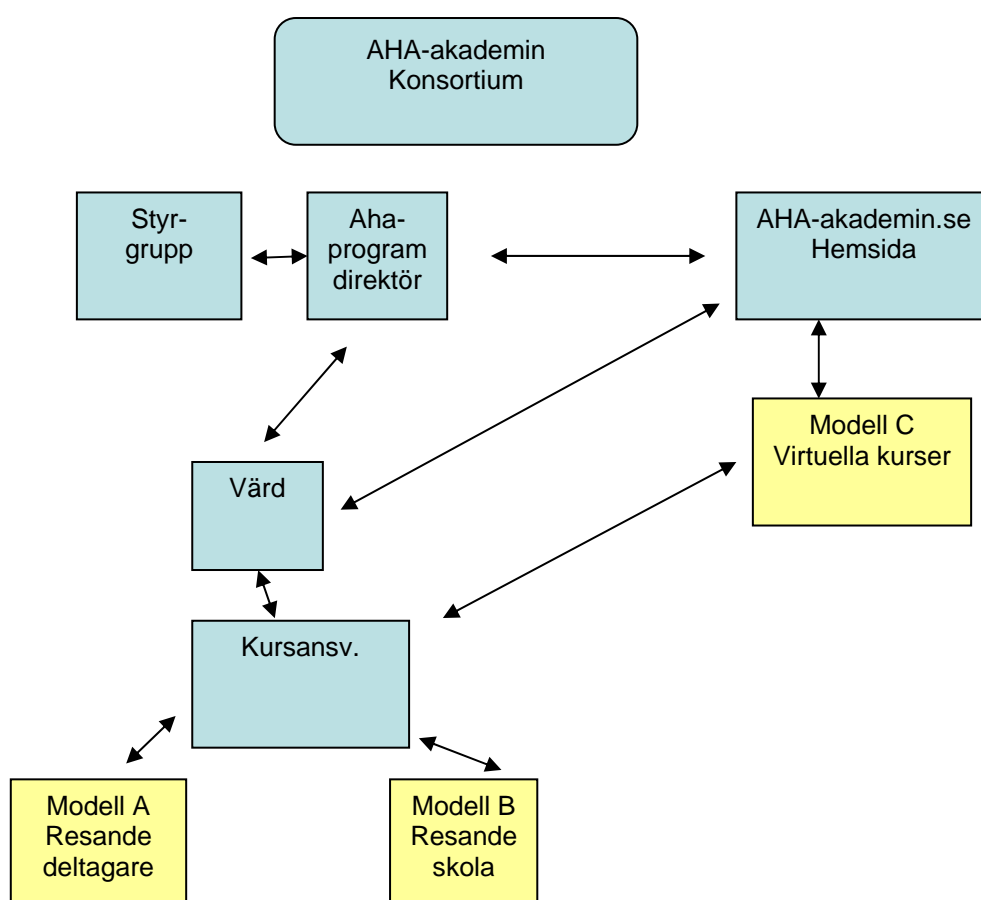 AHA-akademin
Konsortium
Styr-
grupp
Aha-
program
direktör
AHA-akademin.se
Hemsida
Modell C
Virtuella kurser
Värd
Kursansv.
Modell A
Resande
deltagare
Modell B
Resande
skola